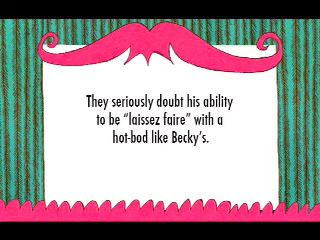 They seriously doubt his ability
to be “laissez faire” with a
hot-bod like Becky’s.